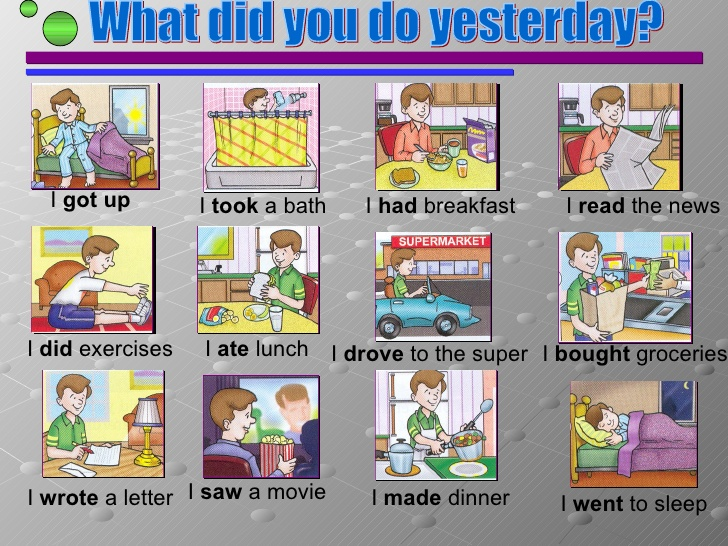 What did you do yesterday?
I got up
I took a bath
I had breakfast
I read the news
SUPERMARKET
I did exercises
I ate lunch
I drove to the super
I bought groceries
I wrote a letter
I saw a movie
I made dinner
I went to sleep